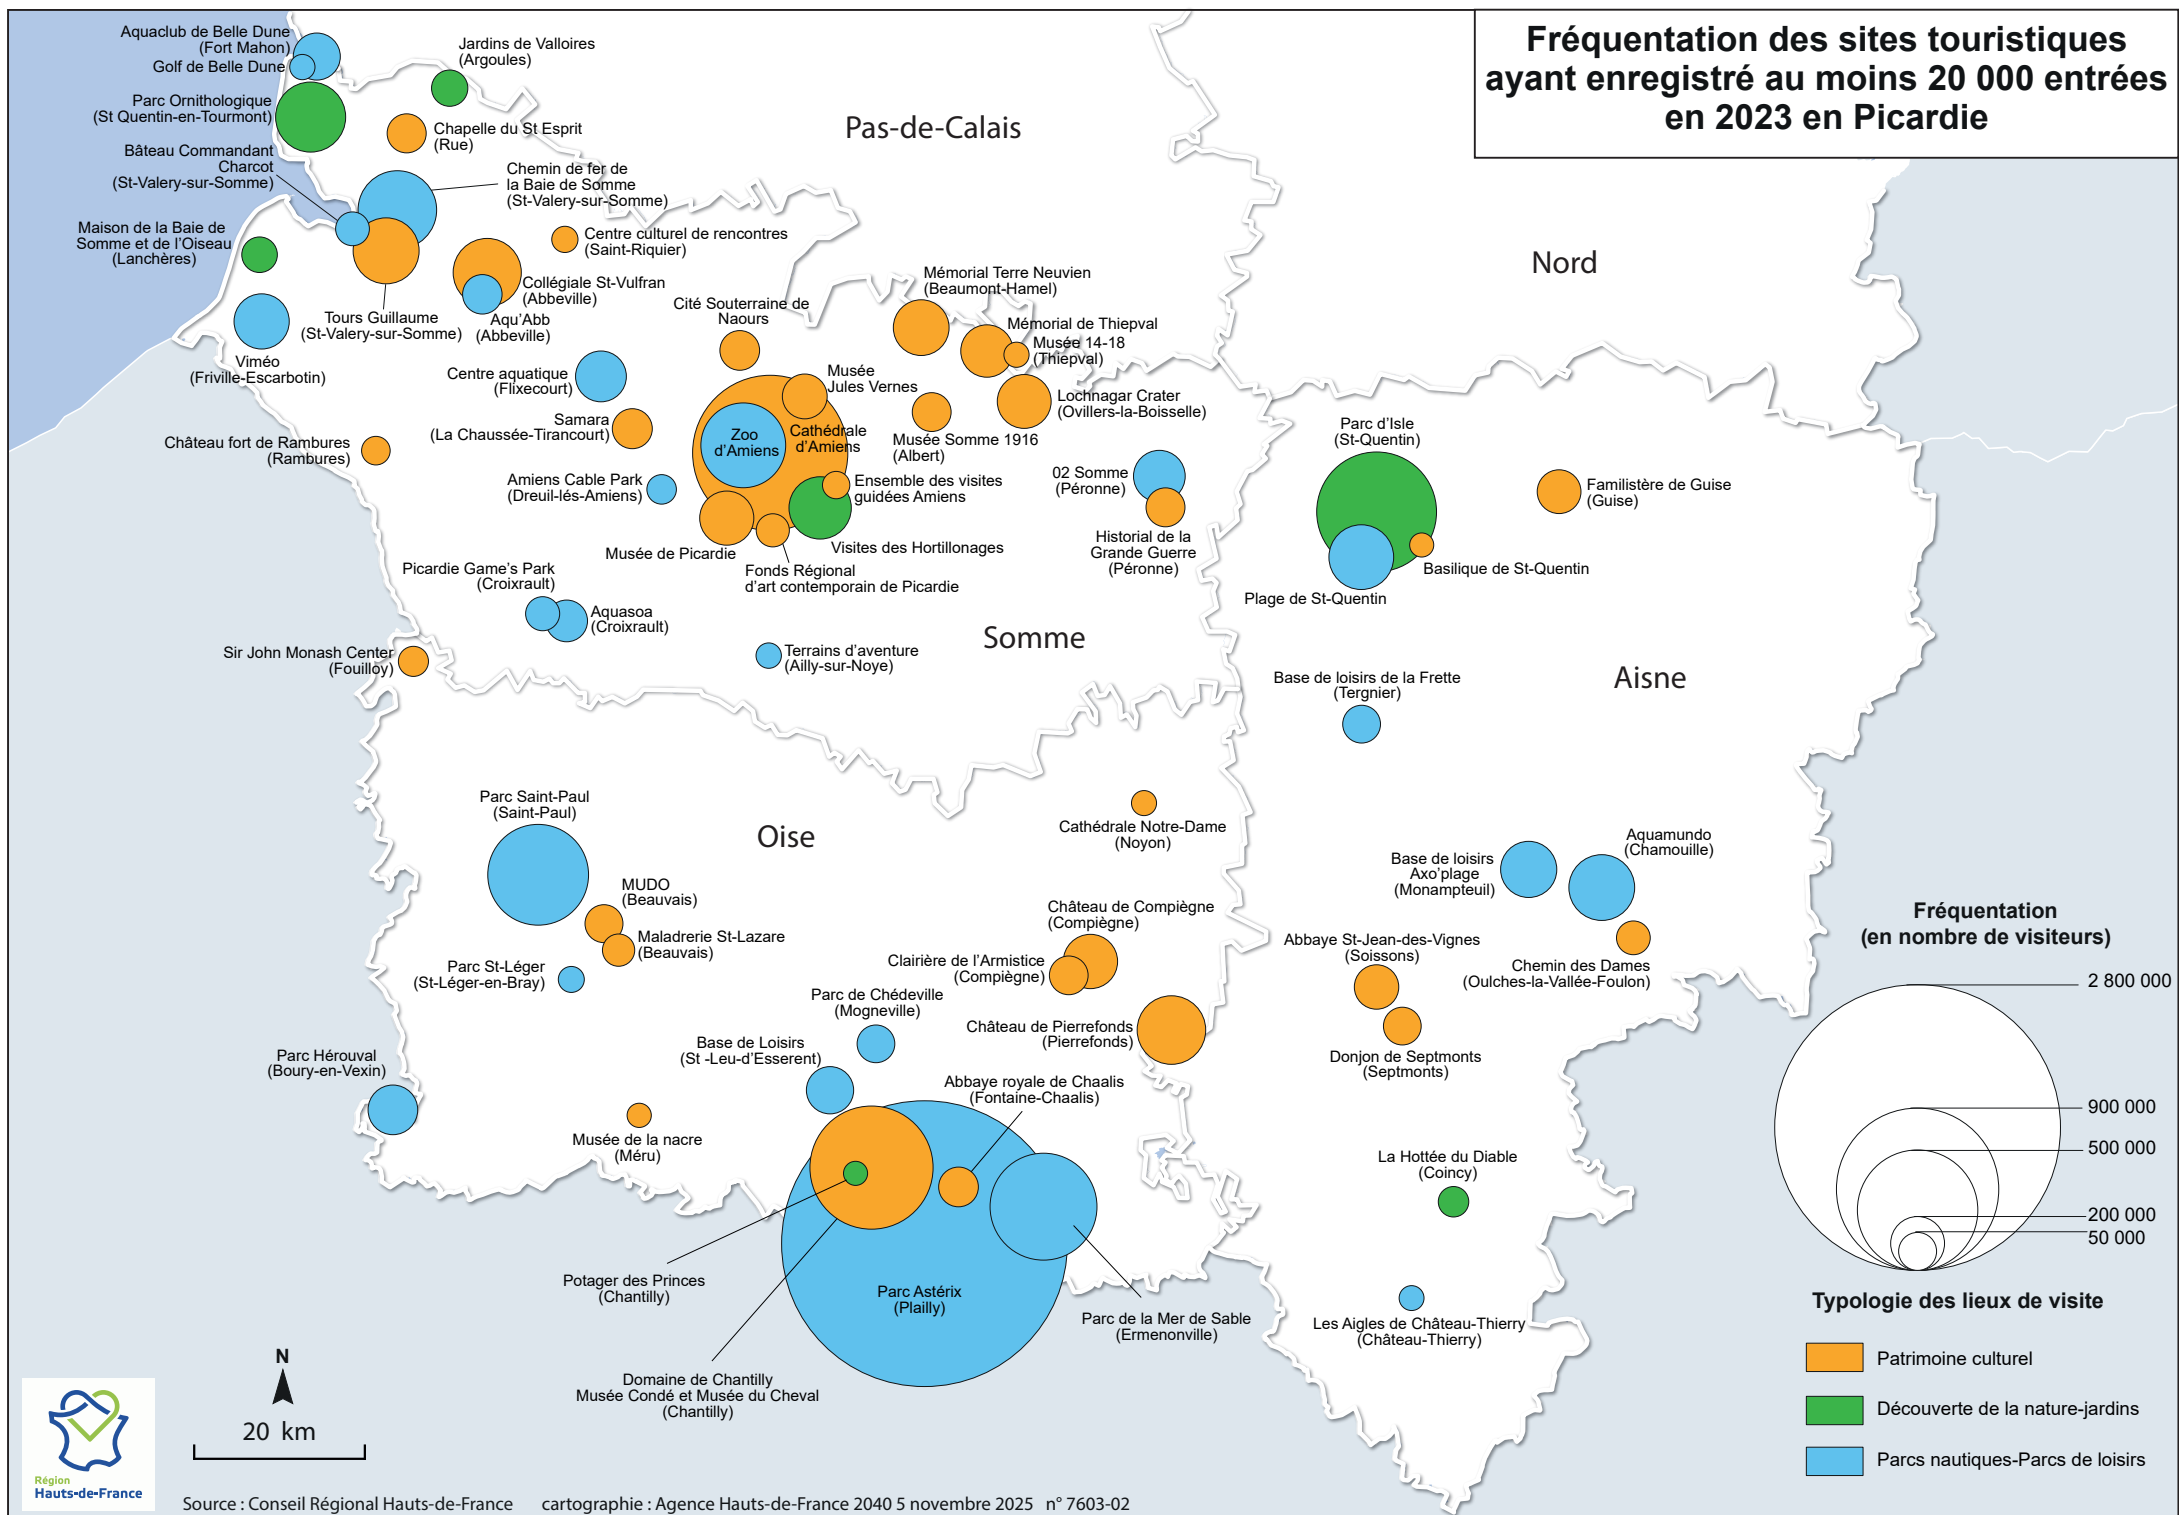 Fréquentation des sites touristiques
ayant enregistré au moins 20 000 entrées
en 2023 en Picardie
Aquaclub de Belle Dune
(Fort Mahon)
Golf de Belle Dune
Parc Ornithologique
(St Quentin-en-Tourmont)
Bâteau Commandant
Charcot
(St-Valery-sur-Somme)
Maison de la Baie de
Somme et de l'Oiseau
(Lanchères)
Jardins de Valloires
(Argoules)
Chapelle du St Esprit
(Rue)
Chemin de fer de
la Baie de Somme
(St-Valery-sur-Somme)
Centre culturel de rencontres
(Saint-Riquier)
Collégiale St-Vulfran
(Abbeville)
Aqu'Abb
(Abbeville)
Tours Guillaume
(St-Valery-sur-Somme)
Viméo
(Friville-Escarbotin)
Pas-de-Calais
Nord
Cité Souterraine de
Naours
Mémorial Terre Neuvien
(Beaumont-Hamel)
Mémorial de Thiepval
Musée 14-18
(Thiepval)
Lochnagar Crater
(Ovillers-la-Boisselle)
Musée Somme 1916
(Albert)
Centre aquatique
(Flixecourt)
Samara
(La Chaussée-Tirancourt)
Château fort de Rambures
(Rambures)
Amiens Cable Park
(Dreuil-lés-Amiens)
Musée
Jules Vernes
Zoo
d'Amiens
Cathédrale
d'Amiens
Ensemble des visites
guidées Amiens
Visites des Hortillonages
Musée de Picardie
Fonds Régional
d'art contemporain de Picardie
02 Somme
(Péronne)
Historial de la
Grande Guerre
(Péronne)
Picardie Game's Park
(Croixrault)
Aquasoa
(Croixrault)
Sir John Monash Center
(Fouilloy)
Terrains d'aventure
(Ailly-sur-Noye)
Somme
Parc d'Isle
(St-Quentin)
Basilique de St-Quentin
Plage de St-Quentin
Familistère de Guise
(Guise)
Base de loisirs de la Frette
(Tergnier)
Aisne
Parc Saint-Paul
(Saint-Paul)
Oise
MUDO
(Beauvais)
Maladrerie St-Lazare
(Beauvais)
Parc St-Léger
(St-Léger-en-Bray)
Cathédrale Notre-Dame
(Noyon)
Château de Compiègne
(Compiègne)
Clairière de l'Armistice
(Compiègne)
Parc de Chédeville
(Mogneville)
Château de Pierrefonds
(Pierrefonds)
Base de Loisirs
(St -Leu-d'Esserent)
Parc Hérouval
(Boury-en-Vexin)
Musée de la nacre
(Méru)
Abbaye royale de Chaalis
(Fontaine-Chaalis)
Potager des Princes
(Chantilly)
Domaine de Chantilly
Musée Condé et Musée du Cheval
(Chantilly)
Parc Astérix
(Plailly)
Parc de la Mer de Sable
(Ermenonville)
Base de loisirs
Axo'plage
(Monampteuil)
Aquamundo
(Chamouille)
Chemin des Dames
(Oulches-la-Vallée-Foulon)
Abbaye St-Jean-des-Vignes
(Soissons)
Donjon de Septmonts
(Septmonts)
La Hottée du Diable
(Coincy)
Les Aigles de Château-Thierry
(Château-Thierry)
Fréquentation
(en nombre de visiteurs)
2 800 000
900 000
500 000
200 000
50 000
Typologie des lieux de visite
Patrimoine culturel
Découverte de la nature-jardins
Parcs nautiques-Parcs de loisirs
N
20 km
Région
Hauts-de-France
Source : Conseil Régional Hauts-de-France cartographie : Agence Hauts-de-France 2040 5 novembre 2025 n° 7603-02